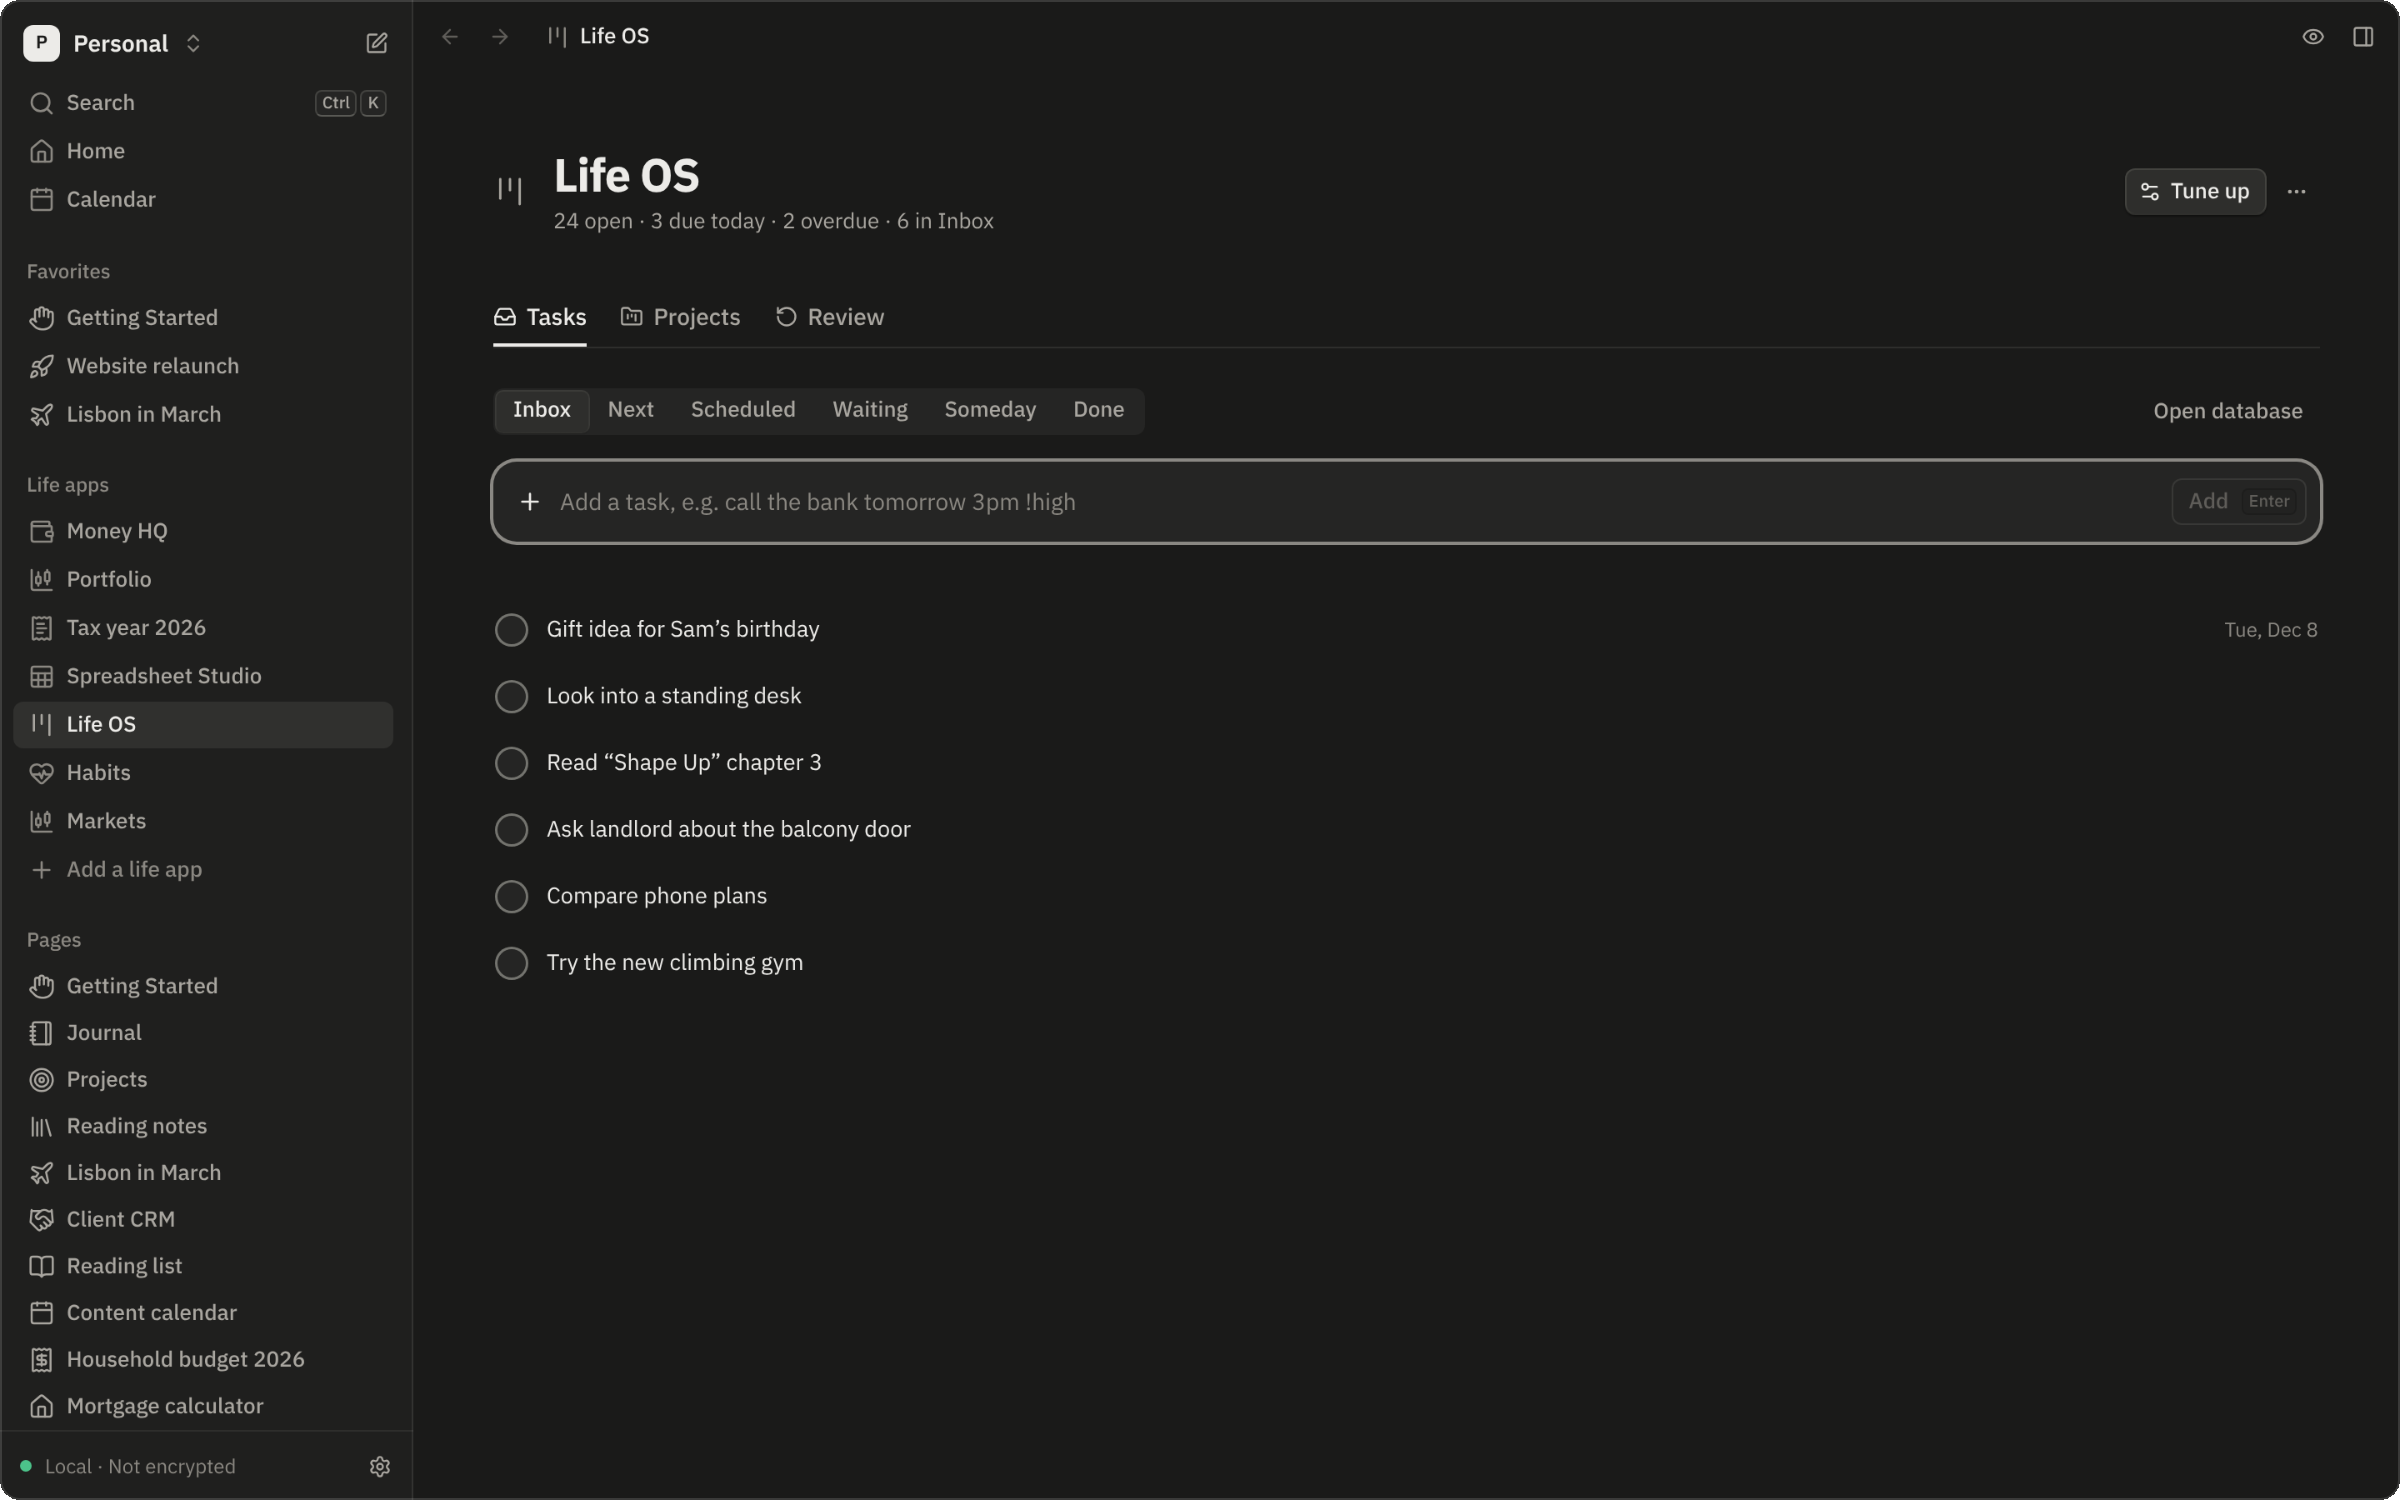 P Personal
Search Ctrl K
Home
Calendar
Favorites
Getting Started
Website relaunch
Lisbon in March
Life apps
Money HQ
Portfolio
Tax year 2026
Spreadsheet Studio
Life OS
Habits
Markets
Add a life app
Pages
Getting Started
Journal
Projects
Reading notes
Lisbon in March
Client CRM
Reading list
Content calendar
Household budget 2026
Mortgage calculator
Local · Not encrypted
Life OS
Life OS
24 open · 3 due today · 2 overdue · 6 in Inbox
Tune up
Tasks Projects Review
Inbox Next Scheduled Waiting Someday Done
Open database
Add a task, e.g. call the bank tomorrow 3pm !high
Add Enter
Gift idea for Sam’s birthday Tue, Dec 8
Look into a standing desk
Read “Shape Up” chapter 3
Ask landlord about the balcony door
Compare phone plans
Try the new climbing gym